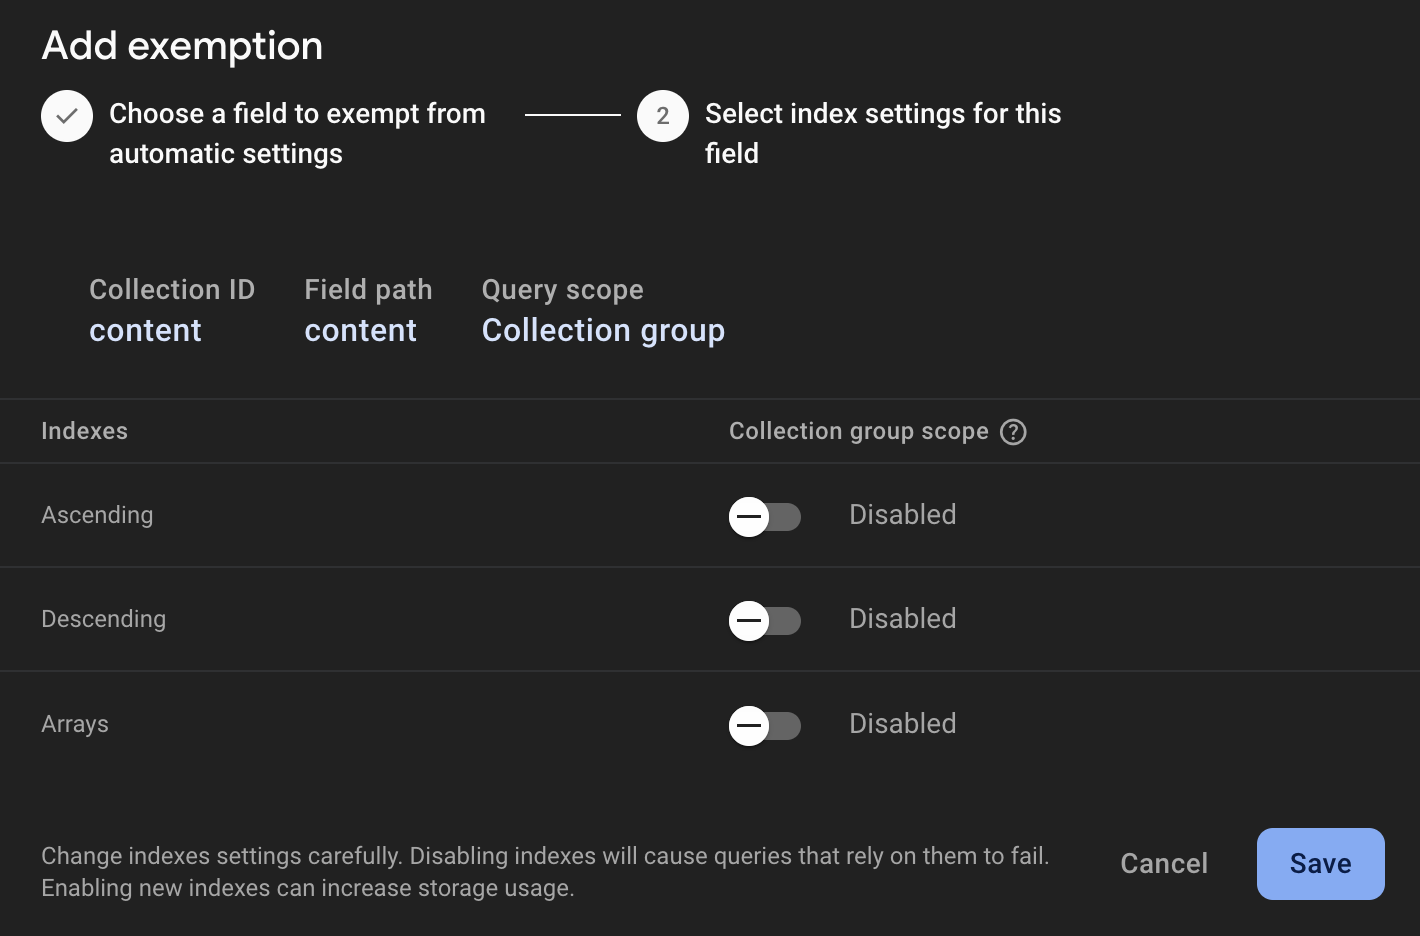 Add exemption
Choose a field to exempt from
automatic settings
2
Select index settings for this
field
Collection ID
content
Field path
content
Query scope
Collection group
Indexes
Collection group scope ?
Ascending
Disabled
Descending
Disabled
Arrays
Disabled
Change indexes settings carefully. Disabling indexes will cause queries that rely on them to fail.
Enabling new indexes can increase storage usage.
Cancel
Save